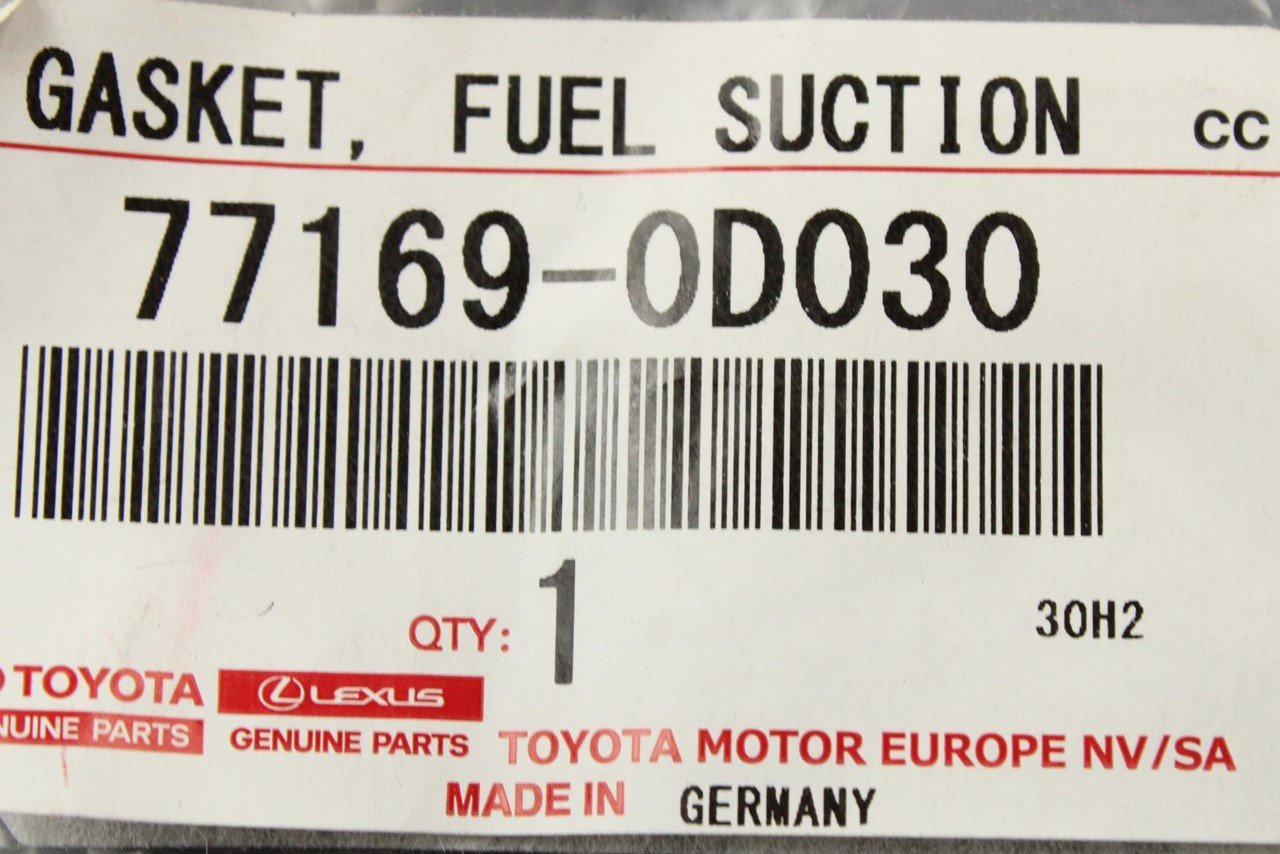 GASKET, FUEL SUCTION CC
77169-0D030
QTY: 1
30H2
TOYOTA
NUINE PARTS
LEXUS
GENUINE PARTS
TOYOTA MOTOR EUROPE NV/SA
MADE IN GERMANY